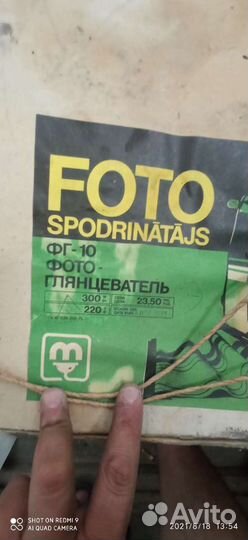 FOTO
SPODRINĀTĀJS
ФГ-10
ФОТО-
ГЛЯНЦЕВАТЕЛЬ
300
23,50
220
SHOT ON REDMI 9
AI QUAD CAMERA
2021/8/18 13:54
Avito